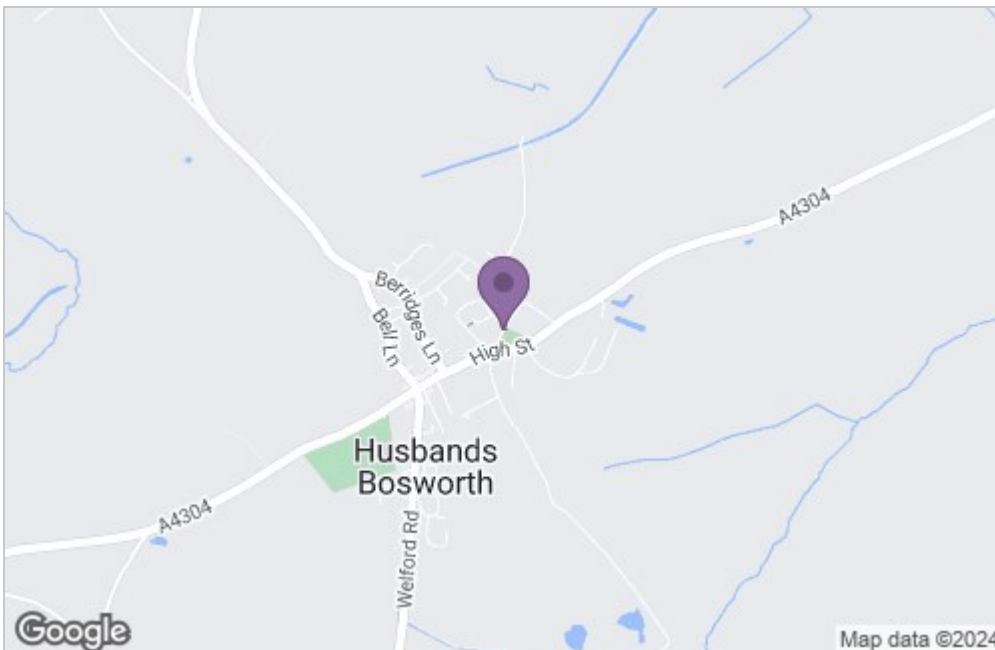 A4304
Berridges Ln
Bell Ln
High St
Husbands
Bosworth
A4304
Welford Rd
Google
Map data ©2024